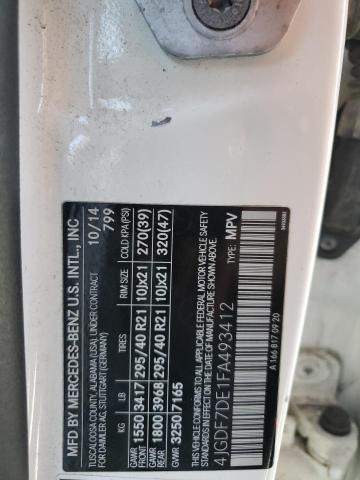 MFD BY MERCEDES-BENZ U.S. INTL., INC
TUSCALOOSA COUNTY, ALABAMA (USA), UNDER CONTRACT 10/14
OF DAIMLER AG STUTTGART / GERMANY 799
KG LB TIRES RIM SIZE COLD KPA(PSI)
GAWR FRT 1550 3417 295/40 R21 10Jx21 270(39)
GAWR REAR 1800 3968 295/40 R21 10Jx21 320(47)
GVWR 3250 7165
VEHICLE CONFORMS TO ALL APPLICABLE FEDERAL MOTOR VEHICLE SAFETY
STANDARDS IN EFFECT ON THE DATE OF MANUFACTURE SHOWN ABOVE
4JGDF7DE1FA493412 TYPE: MPV
A 166 817 09 20